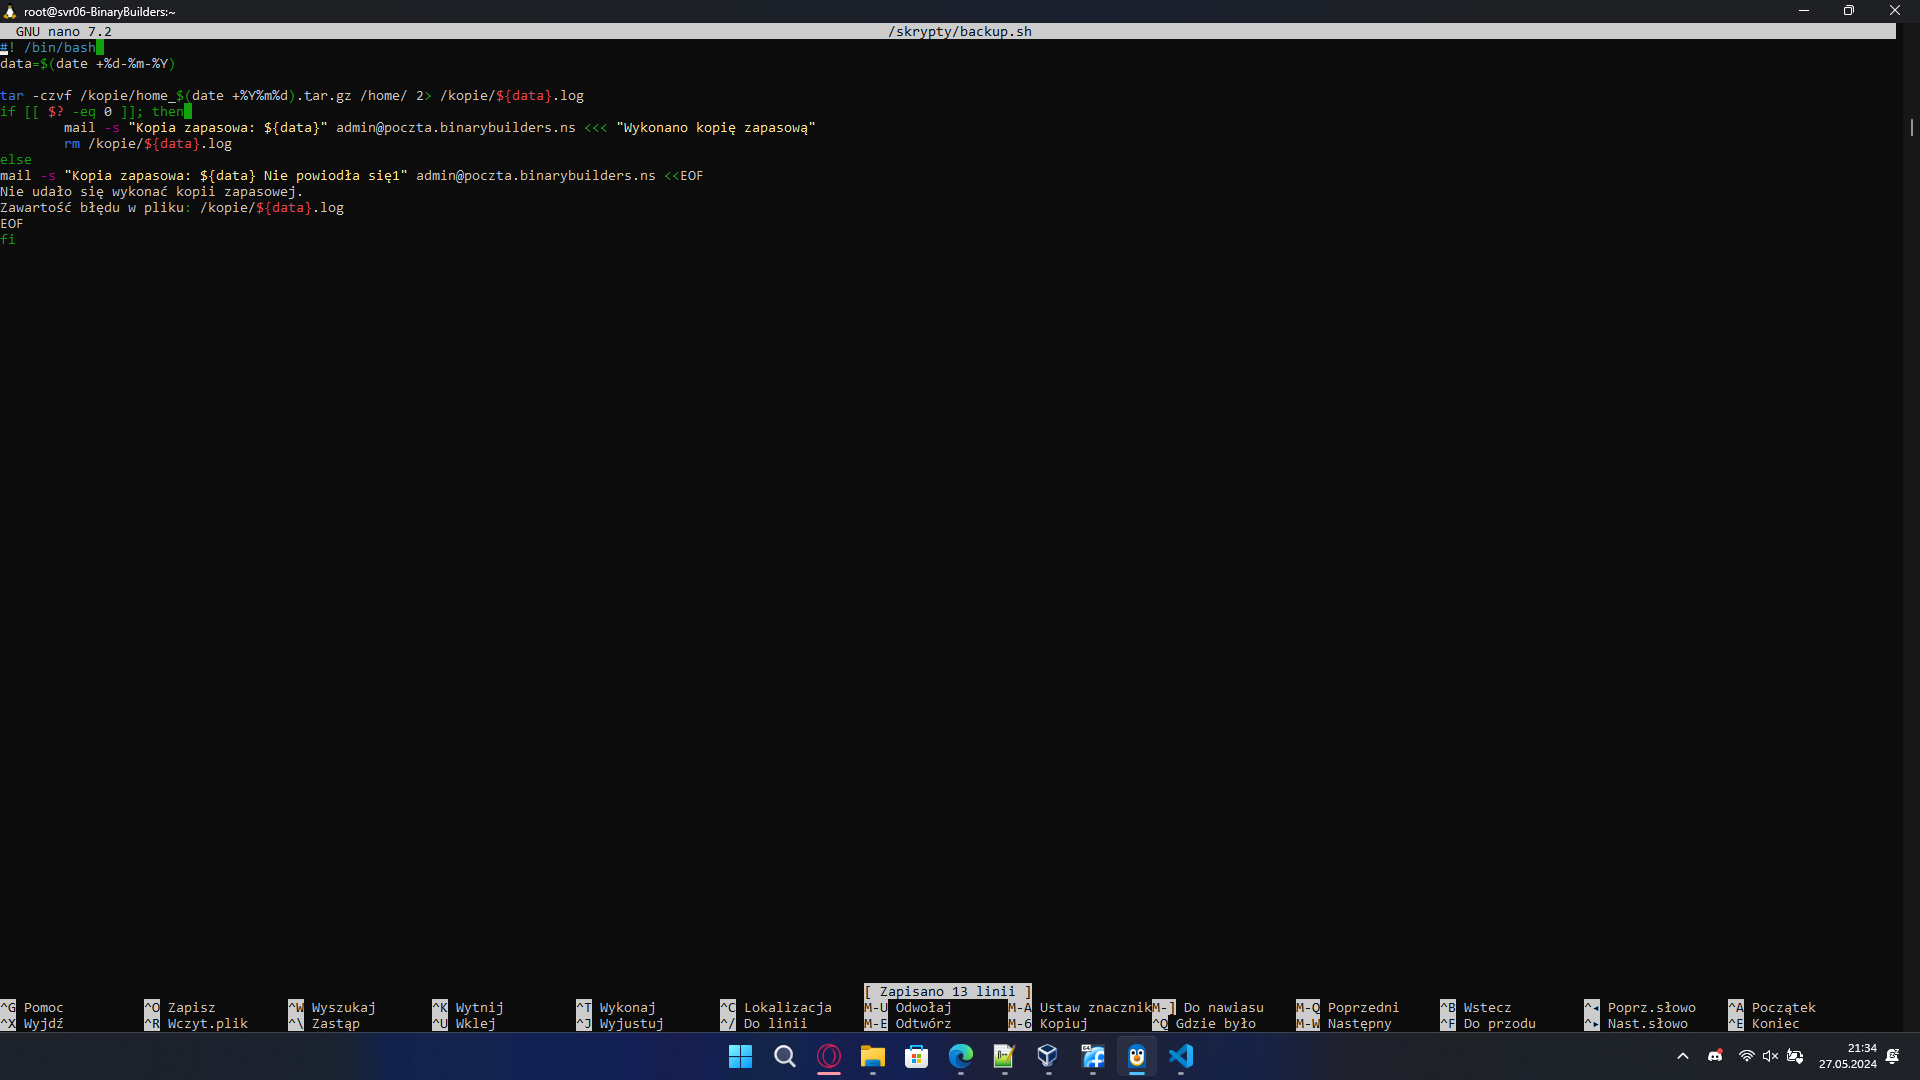 root@svr06-BinaryBuilders:~
GNU nano 7.2 /skrypty/backup.sh
#! /bin/bash
data=$(date +%d-%m-%Y)
tar -czvf /kopie/home_$(date +%Y%m%d).tar.gz /home/ 2> /kopie/${data}.log
if [[ $? -eq 0 ]]; then
mail -s "Kopia zapasowa: ${data}" admin@poczta.binarybuilders.ns <<< "Wykonano kopię zapasową"
rm /kopie/${data}.log
else
mail -s "Kopia zapasowa: ${data} Nie powiodła się1" admin@poczta.binarybuilders.ns <<EOF
Nie udało się wykonać kopii zapasowej.
Zawartość błędu w pliku: /kopie/${data}.log
EOF
fi
[ Zapisano 13 linii ]
^G Pomoc ^O Zapisz ^W Wyszukaj ^K Wytnij ^T Wykonaj ^C Lokalizacja M-U Odwołaj M-A Ustaw znacznik M-] Do nawiasu M-Q Poprzedni ^B Wstecz ^◂ Poprz.słowo ^A Początek
^X Wyjdź ^R Wczyt.plik ^\ Zastąp ^U Wklej ^J Wyjustuj ^/ Do linii M-E Odtwórz M-6 Kopiuj ^Q Gdzie było M-W Następny ^F Do przodu ^▸ Nast.słowo ^E Koniec
21:34
27.05.2024